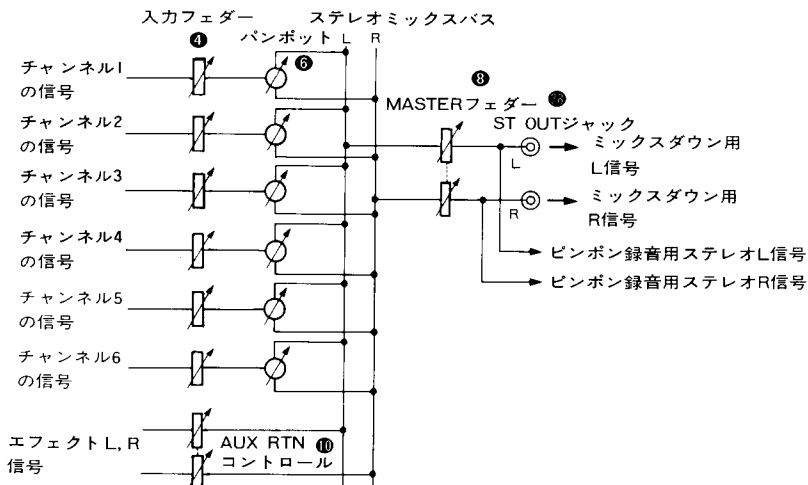 入力フェダー
❹
ステレオミックスバス
パンポット
L R
❻
チャンネル1
の信号
チャンネル2
の信号
チャンネル3
の信号
チャンネル4
の信号
チャンネル5
の信号
チャンネル6
の信号
エフェクトL, R
信号
AUX RTN ❿
コントロール
❽
MASTERフェダー
ST OUTジャック
L
ミックスダウン用
L信号
R
ミックスダウン用
R信号
ピンポン録音用ステレオL信号
ピンポン録音用ステレオR信号